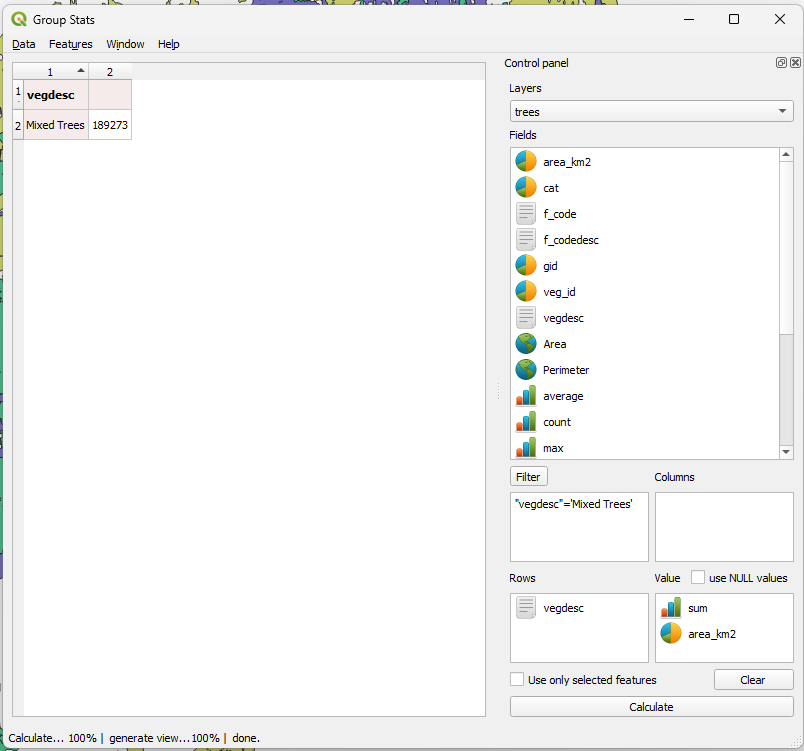 Group Stats
Data Features Window Help
1 2
1 vegdesc
2 Mixed Trees 189273
Control panel
Layers
trees
Fields
area_km2
cat
f_code
f_codedesc
gid
veg_id
vegdesc
Area
Perimeter
average
count
max
Filter Columns
"vegdesc"='Mixed Trees'
Rows Value use NULL values
vegdesc sum
area_km2
Use only selected features Clear
Calculate
Calculate... 100% | generate view...100% | done.